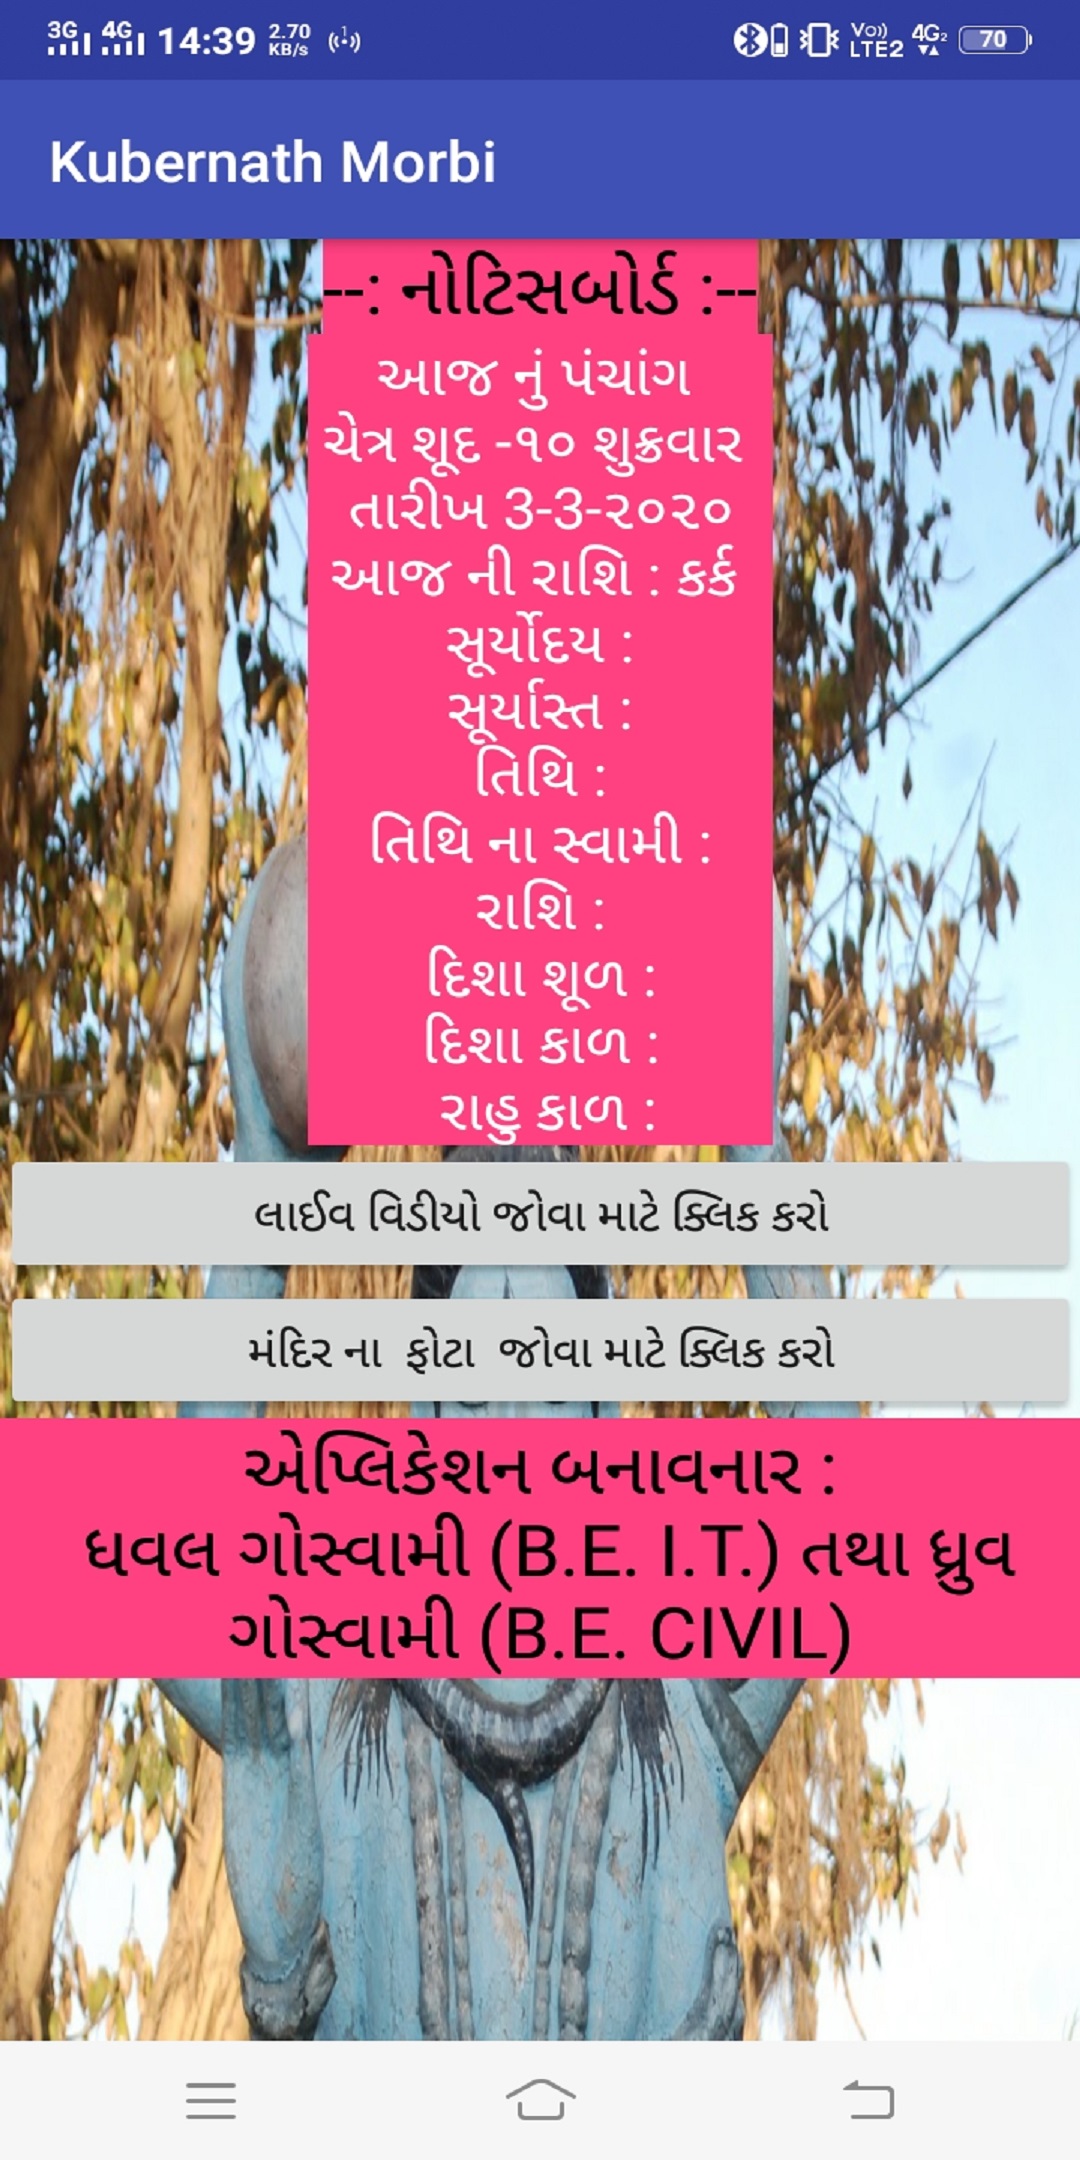 3G 4G 14:39 2.70 KB/s Vo)) LTE2 4G2 70
Kubernath Morbi
--: નોટિસબોર્ડ :--
આજ નું પંચાંગ
ચેત્ર શૂદ -૧૦ શુક્રવાર
તારીખ 3-3-૨૦૨૦
આજ ની રાશિ : કર્ક
સૂર્યોદય :
સૂર્યાસ્ત :
તિથિ :
તિથિ ના સ્વામી :
રાશિ :
દિશા શૂળ :
દિશા કાળ :
રાહુ કાળ :
લાઈવ વિડીયો જોવા માટે ક્લિક કરો
મંદિર ના  ફોટા  જોવા માટે ક્લિક કરો
એપ્લિકેશન બનાવનાર :
ધવલ ગોસ્વામી (B.E. I.T.) તથા ધ્રુવ
ગોસ્વામી (B.E. CIVIL)